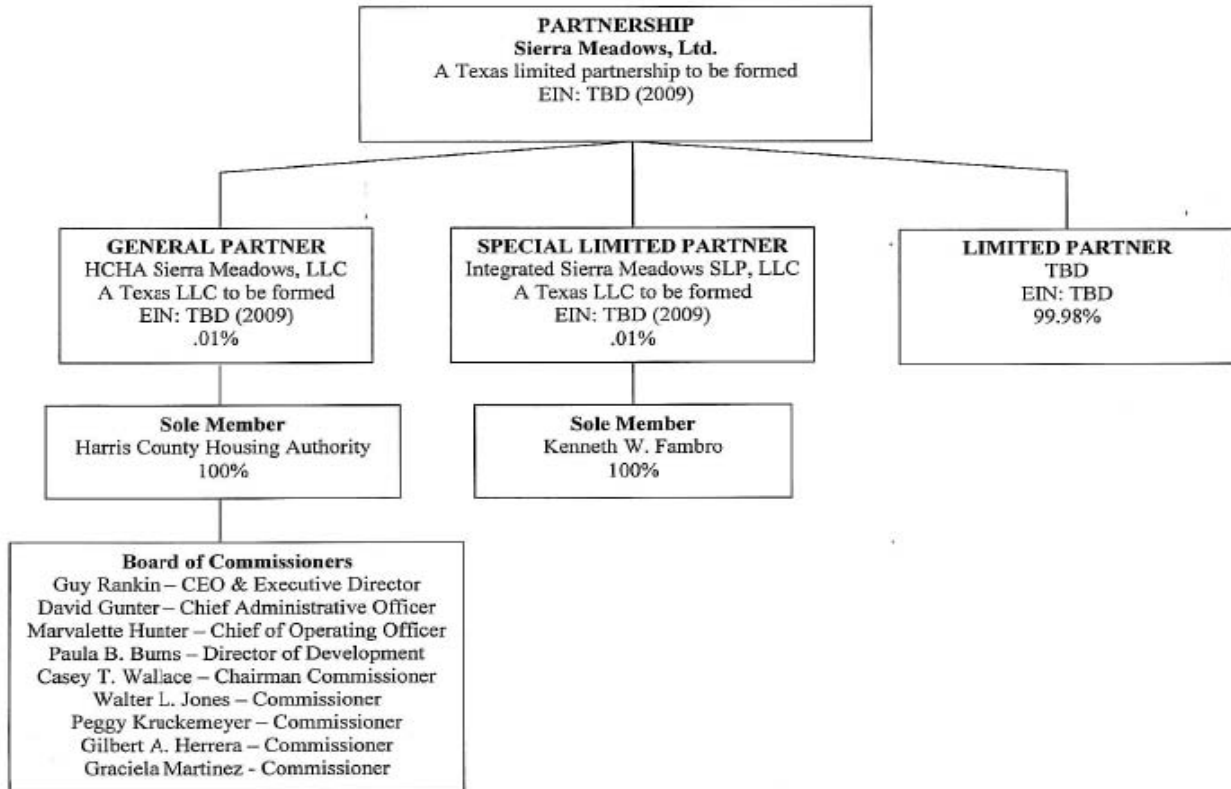 PARTNERSHIP
Sierra Meadows, Ltd.
A Texas limited partnership to be formed
EIN: TBD (2009)
GENERAL PARTNER
HCHA Sierra Meadows, LLC
A Texas LLC to be formed
EIN: TBD (2009)
.01%
SPECIAL LIMITED PARTNER
Integrated Sierra Meadows SLP, LLC
A Texas LLC to be formed
EIN: TBD (2009)
.01%
LIMITED PARTNER
TBD
EIN: TBD
99.98%
Sole Member
Harris County Housing Authority
100%
Sole Member
Kenneth W. Fambro
100%
Board of Commissioners
Guy Rankin – CEO & Executive Director
David Gunter – Chief Administrative Officer
Marvalette Hunter – Chief of Operating Officer
Paula B. Burns – Director of Development
Casey T. Wallace – Chairman Commissioner
Walter L. Jones – Commissioner
Peggy Kruckemeyer – Commissioner
Gilbert A. Herrera – Commissioner
Graciela Martinez - Commissioner